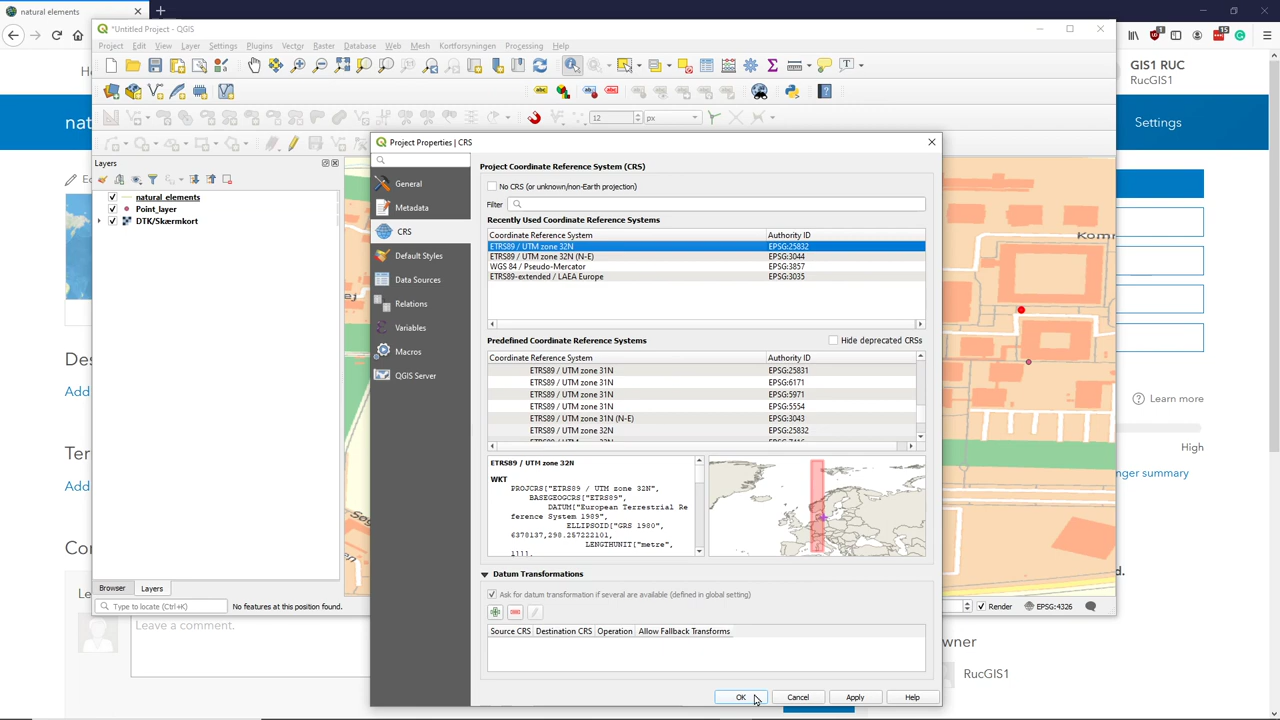 natural elements
"Untitled Project - QGIS
Project Edit View Layer Settings Plugins Vector Raster Database Web Mesh Kortforsyningen Processing Help
GIS1 RUC
RucGIS1
Settings
12 px
Project Properties | CRS
Layers
natural_elements
Point_layer
DTK/Skærmkort
General
Metadata
CRS
Default Styles
Data Sources
Relations
Variables
Macros
QGIS Server
Project Coordinate Reference System (CRS)
No CRS (or unknown/non-Earth projection)
Filter
Recently Used Coordinate Reference Systems
Coordinate Reference System Authority ID
ETRS89 / UTM zone 32N EPSG:25832
ETRS89 / UTM zone 32N (N-E) EPSG:3044
WGS 84 / Pseudo-Mercator EPSG:3857
ETRS89-extended / LAEA Europe EPSG:3035
Predefined Coordinate Reference Systems Hide deprecated CRSs
Coordinate Reference System Authority ID
ETRS89 / UTM zone 31N EPSG:25831
ETRS89 / UTM zone 31N EPSG:6171
ETRS89 / UTM zone 31N EPSG:5971
ETRS89 / UTM zone 31N EPSG:5554
ETRS89 / UTM zone 31N (N-E) EPSG:3043
ETRS89 / UTM zone 32N EPSG:25832
ETRS89 / UTM zone 32N
WKT
PROJCRS["ETRS89 / UTM zone 32N",
BASEGEOGCRS["ETRS89",
DATUM["European Terrestrial Re
ference System 1989",
ELLIPSOID["GRS 1980",
6378137,298.257222101,
LENGTHUNIT["metre",
1]]],
Datum Transformations
Ask for datum transformation if several are available (defined in global setting)
Source CRS Destination CRS Operation Allow Fallback Transforms
OK Cancel Apply Help
Browser Layers
Type to locate (Ctrl+K) No features at this position found.
Render EPSG:4326
Leave a comment.
Add
Add
Learn more
High
RucGIS1